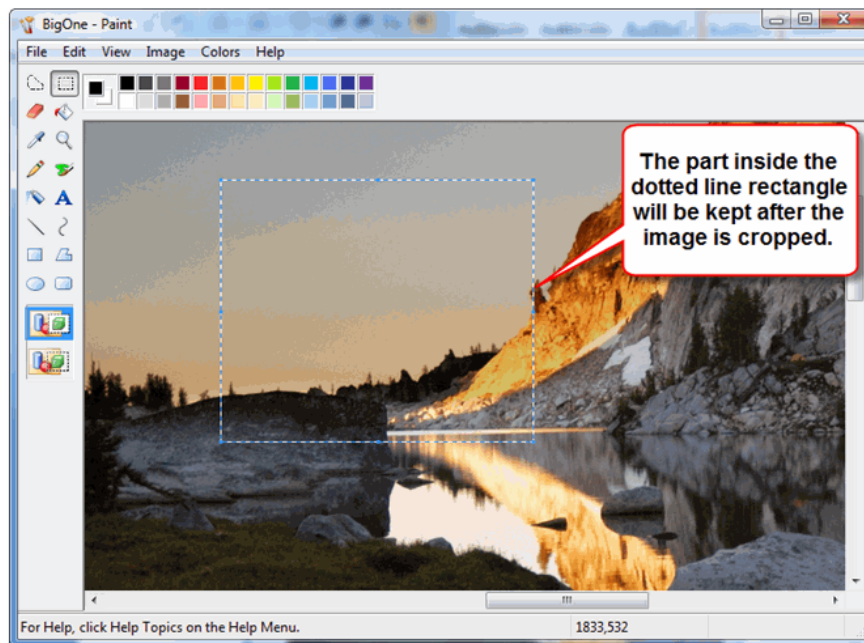 BigOne - Paint
File Edit View Image Colors Help
The part inside the
dotted line rectangle
will be kept after the
image is cropped.
A
For Help, click Help Topics on the Help Menu.
1833,532